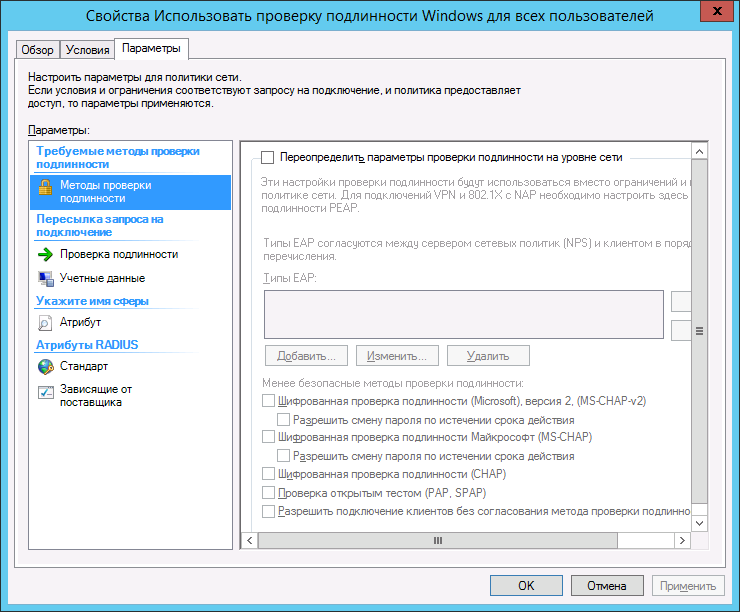 Свойства Использовать проверку подлинности Windows для всех пользователей
x
Обзор
Условия
Параметры
Настроить параметры для политики сети.
Если условия и ограничения соответствуют запросу на подключение, и политика предоставляет
доступ, то параметры применяются.
Параметры:
Требуемые методы проверки
подлинности
Методы проверки
подлинности
Пересылка запроса на
подключение
Проверка подлинности
Учетные данные
Укажите имя сферы
Атрибут
Атрибуты RADIUS
Стандарт
Зависящие от
поставщика
Переопределить параметры проверки подлинности на уровне сети
Эти настройки проверки подлинности будут использоваться вместо ограничений и
политике сети. Для подключений VPN и 802.1X с NAP необходимо настроить здесь
подлинности PEAP.
Типы EAP согласуются между сервером сетевых политик (NPS) и клиентом в
перечисления.
Типы EAP:
Добавить...
Изменить...
Удалить
Менее безопасные методы проверки подлинности:
Шифрованная проверка подлинности (Microsoft), версия 2, (MS-CHAP-v2)
Разрешить смену пароля по истечении срока действия
Шифрованная проверка подлинности Майкрософт (MS-CHAP)
Разрешить смену пароля по истечении срока действия
Шифрованная проверка подлинности (CHAP)
Проверка открытым тестом (PAP, SPAP)
Разрешить подключение клиентов без согласования метода проверки подлинно
OK
Отмена
Применить